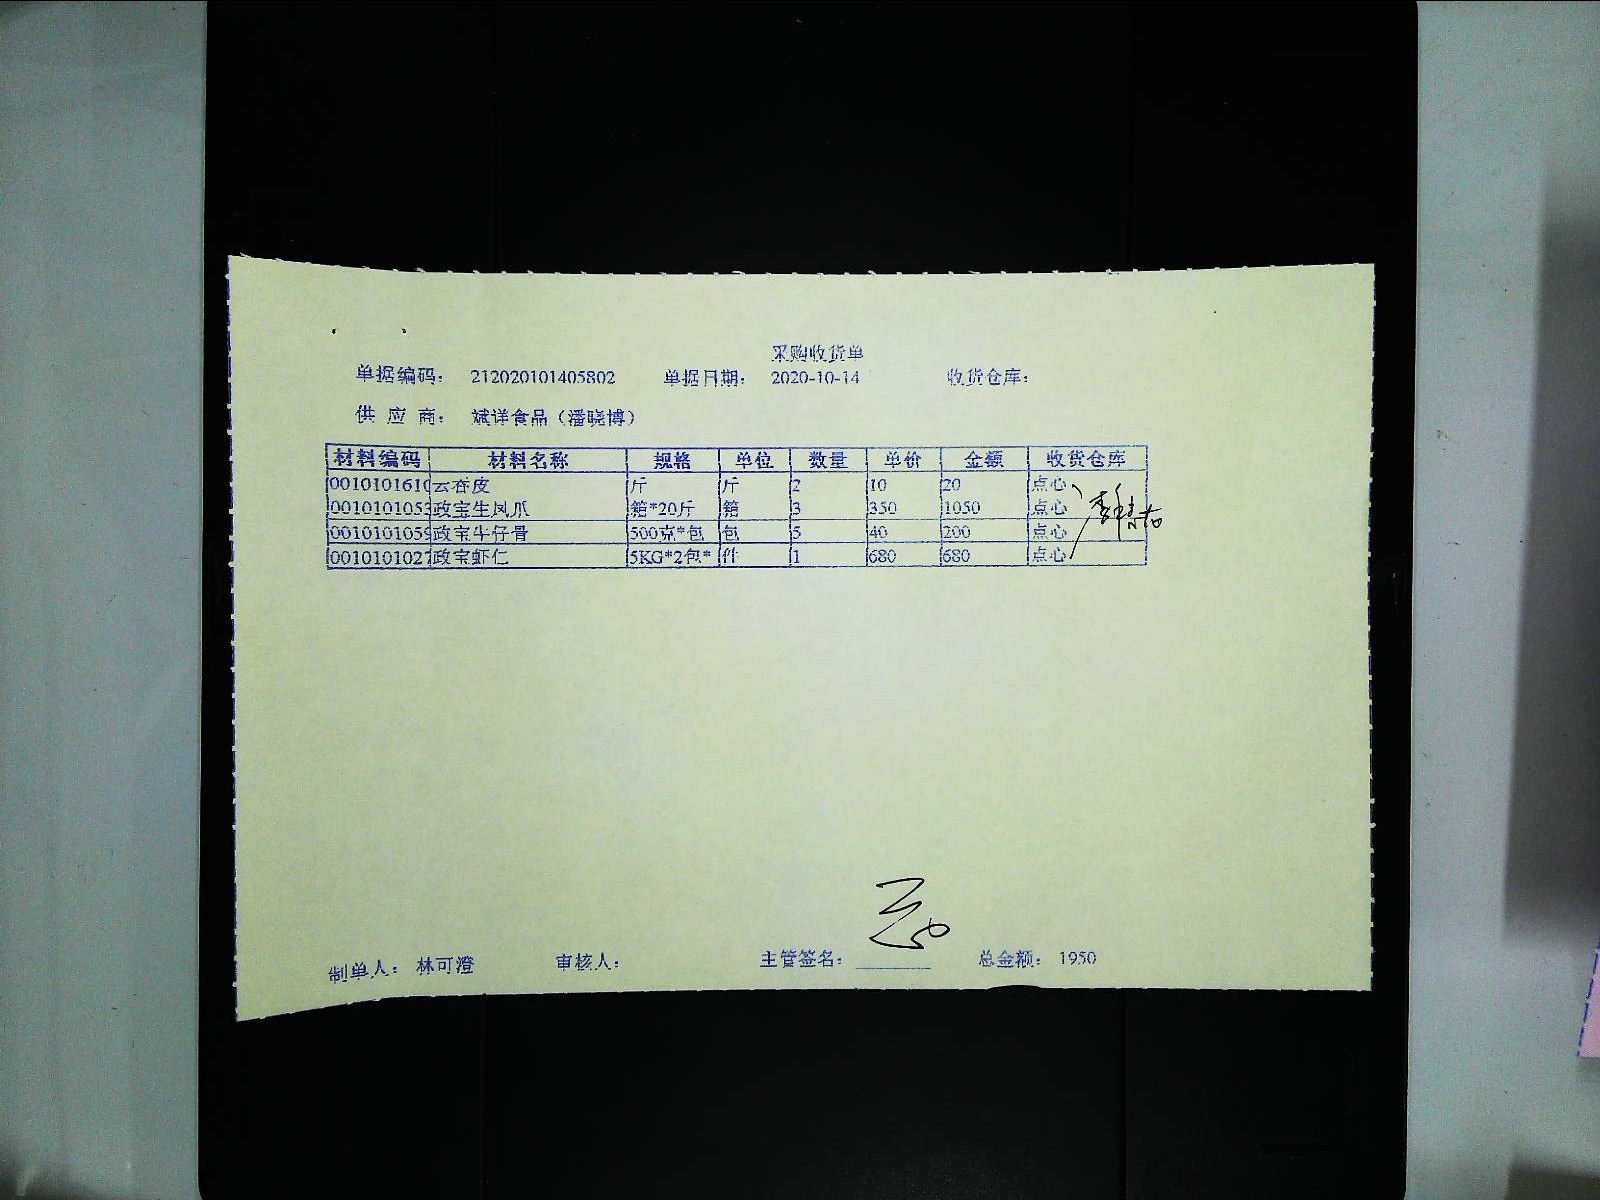 采购收货单
单据编码： 212020101405802 单据日期： 2020-10-14 收货仓库：
供 应 商： 斌详食品（潘晓博）
材料编码 材料名称 规格 单位 数量 单价 金额 收货仓库
0010101610 云吞皮 斤 斤 2 10 20 点心
0010101053 政宝生凤爪 箱*20斤 箱 3 350 1050 点心
0010101059 政宝牛仔骨 500克*包 包 5 40 200 点心
0010101027 政宝虾仁 5KG*2包* 件 1 680 680 点心
制单人： 林可澄 审核人： 主管签名： 总金额： 1950